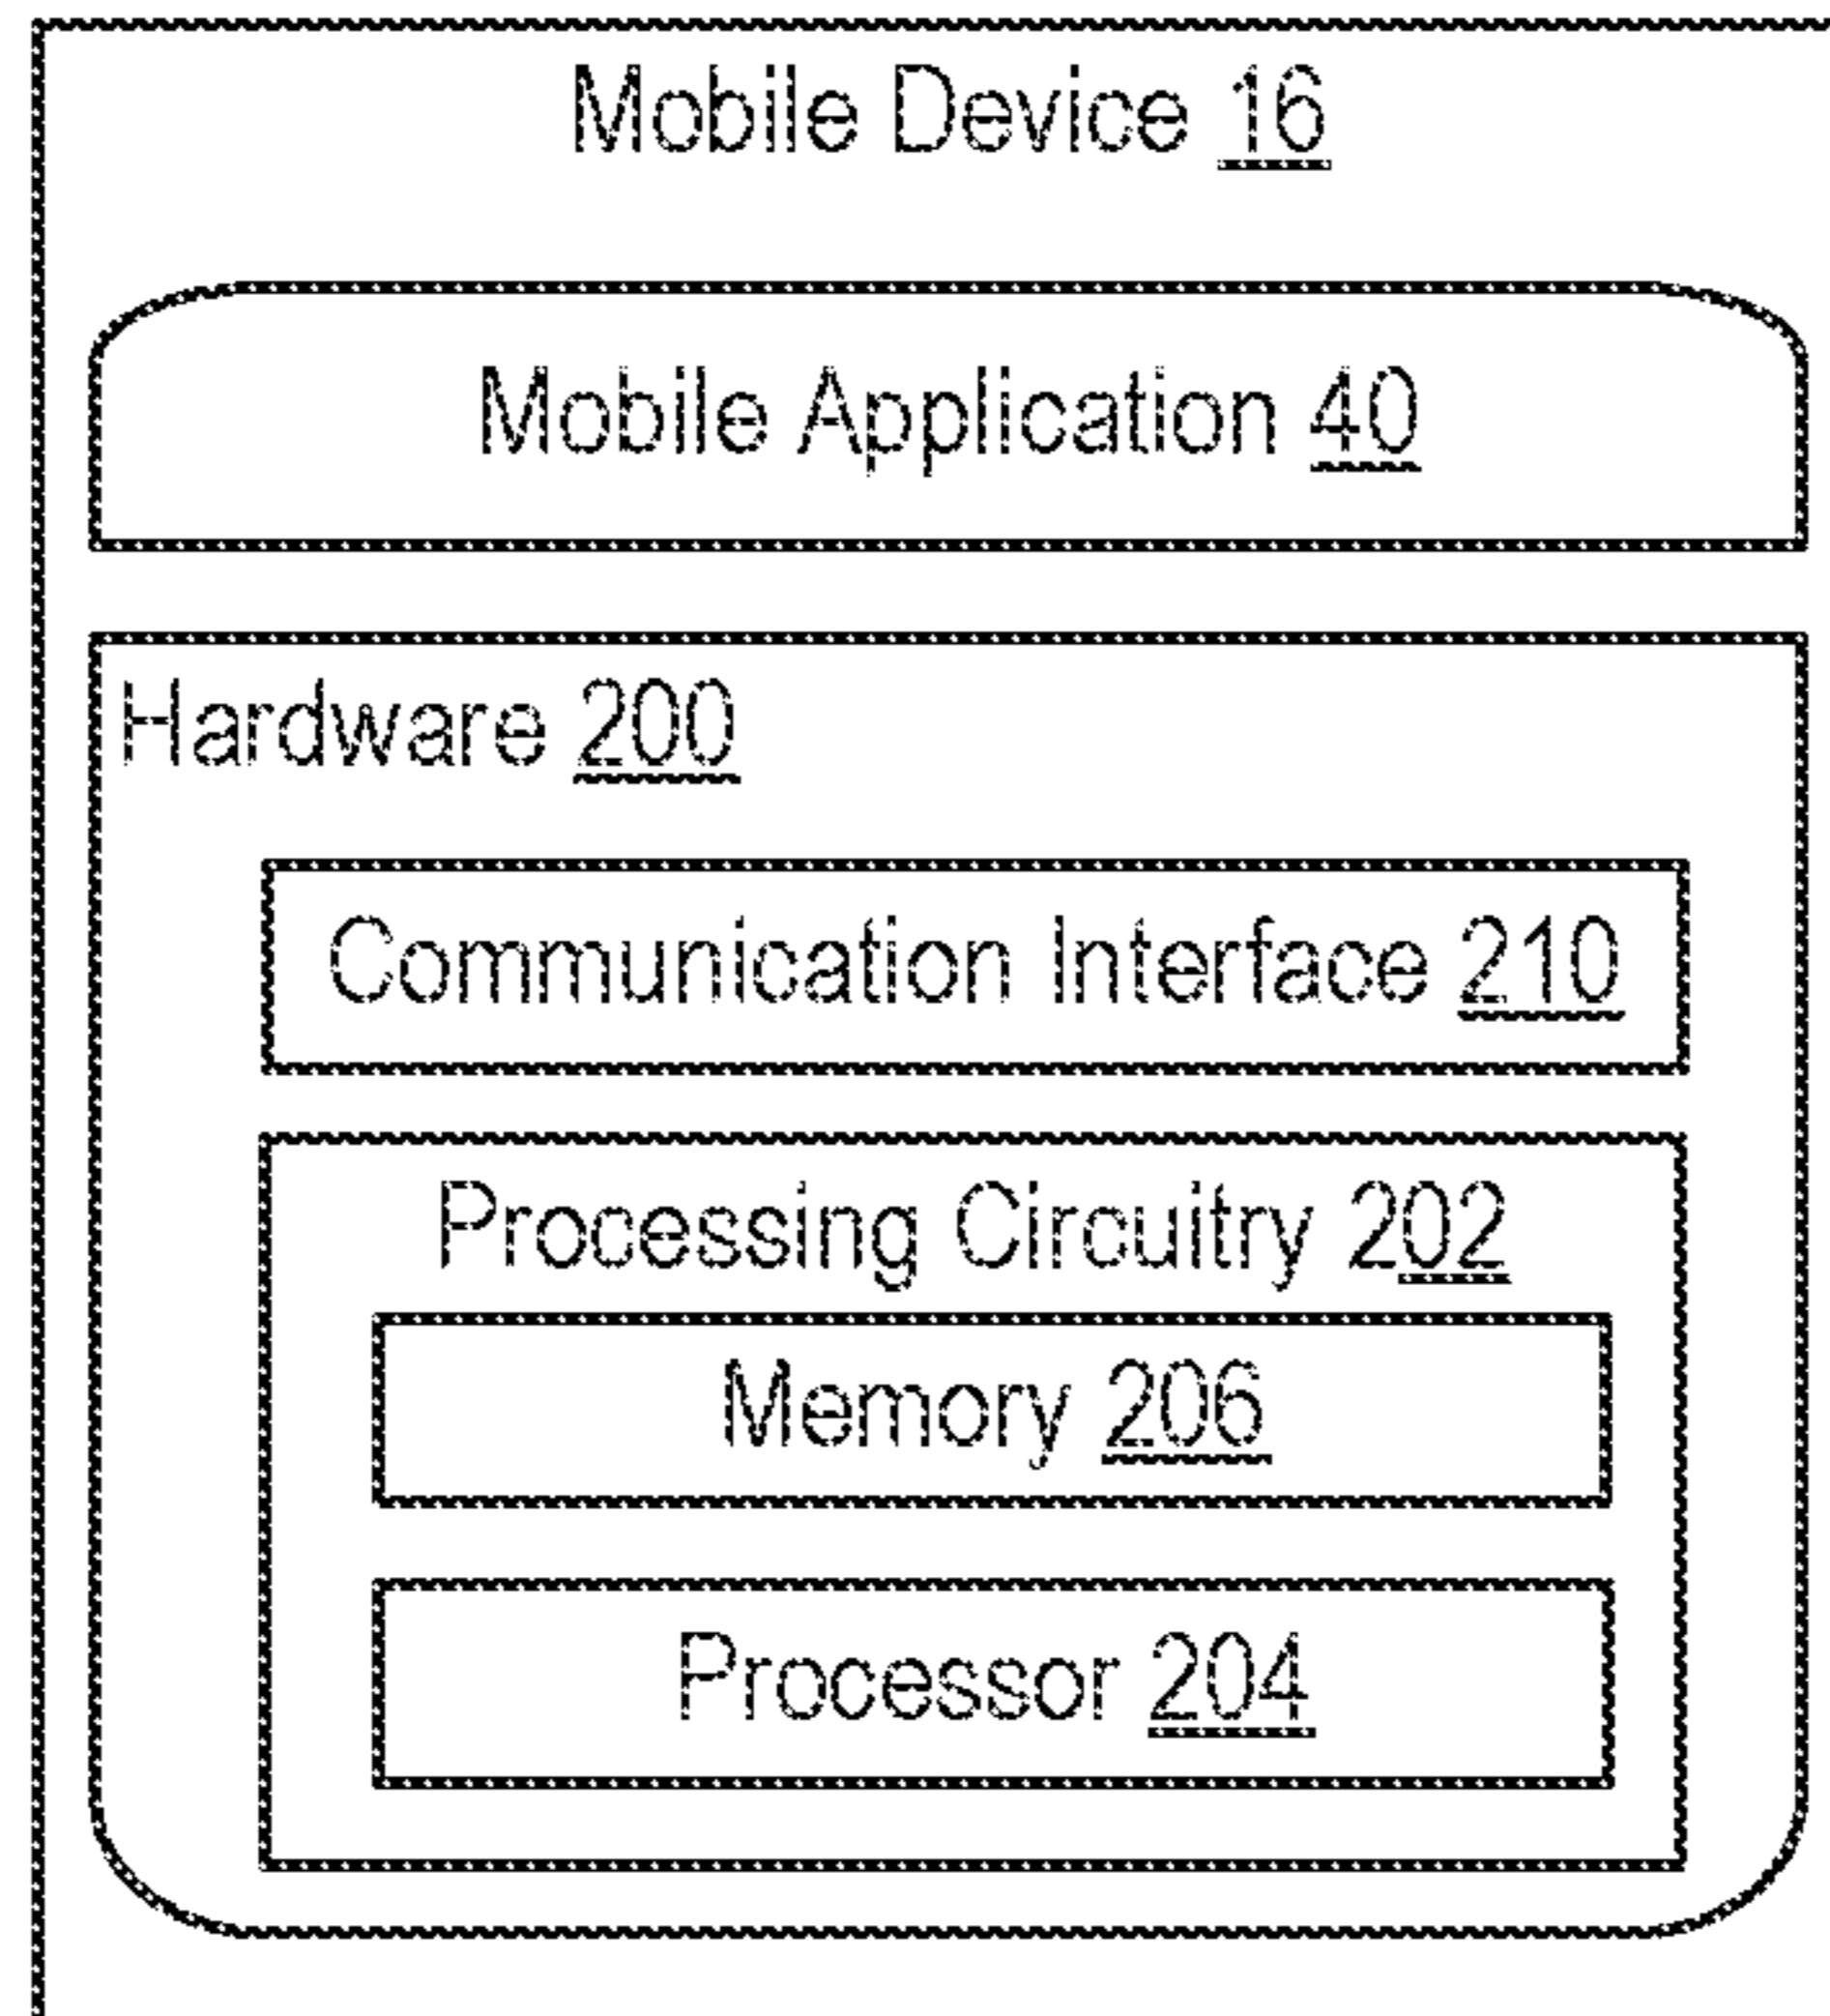 Mobile Device 16
Mobile Application 40
Hardware 200
Communication Interface 210
Processing Circuitry 202
Memory 206
Processor 204